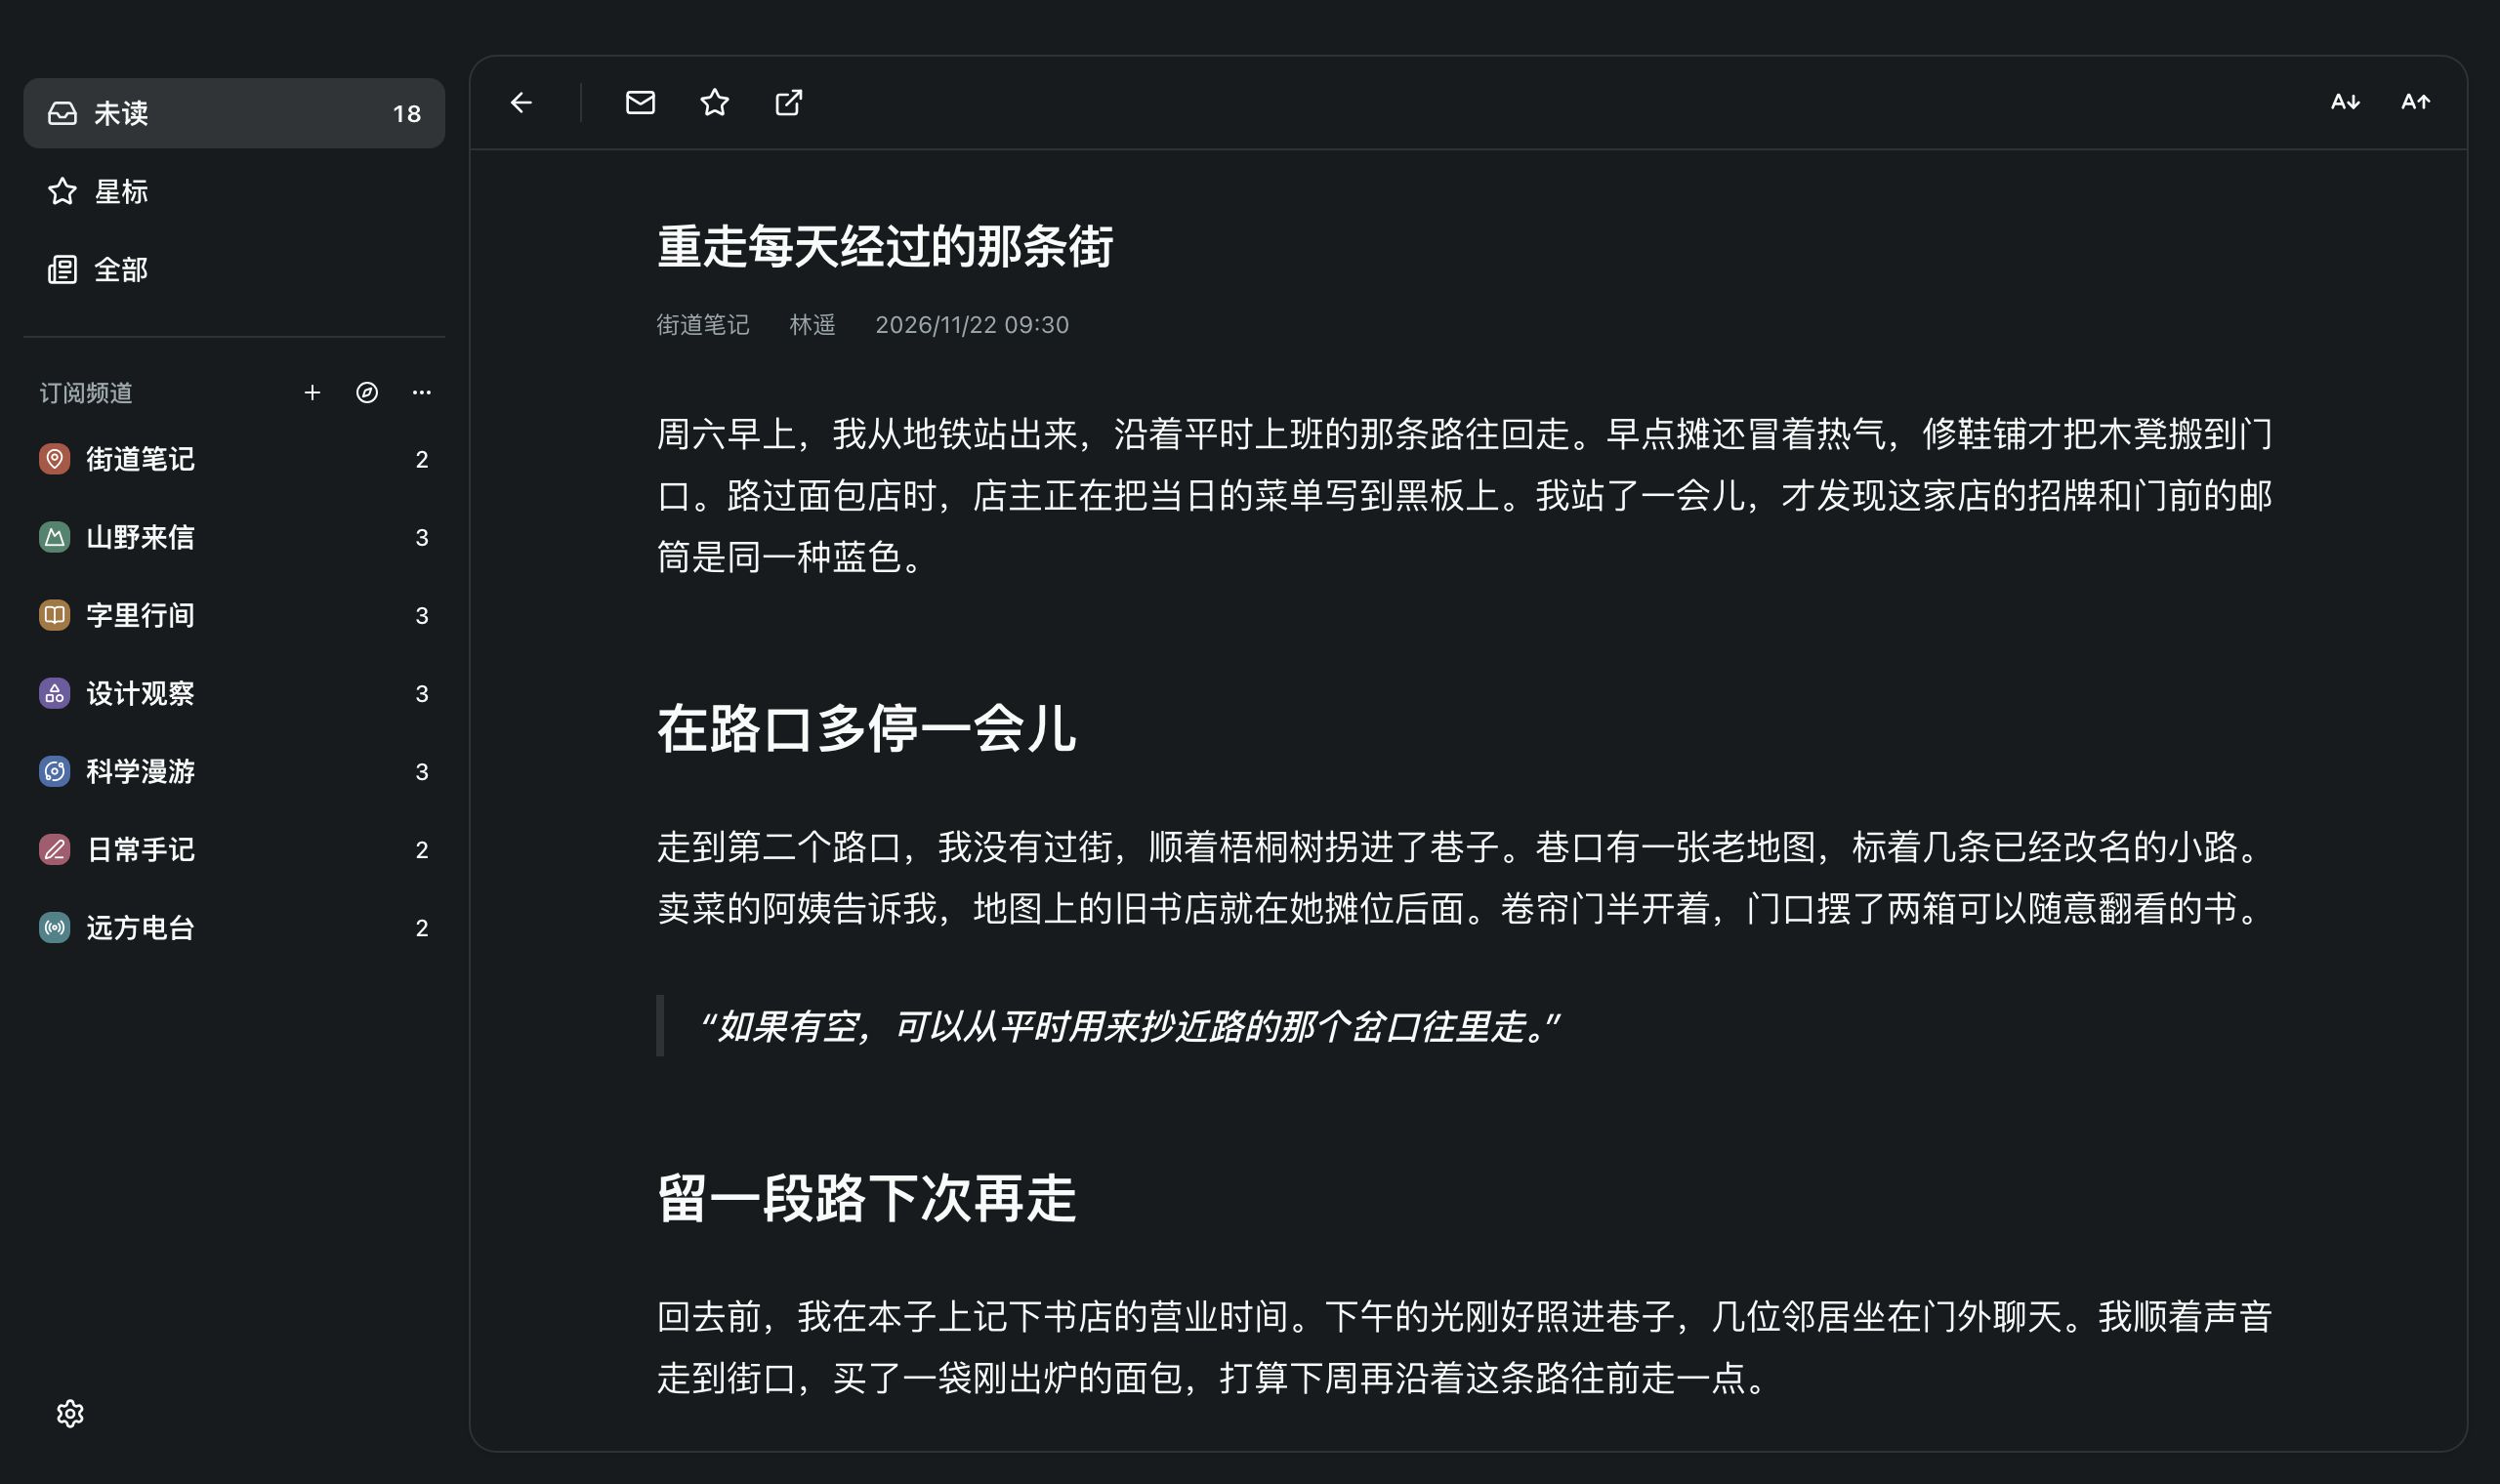 未读 18
星标
全部
订阅频道
街道笔记 2
山野来信 3
字里行间 3
设计观察 3
科学漫游 3
日常手记 2
远方电台 2
A↓ A↑
重走每天经过的那条街
街道笔记 林遥 2026/11/22 09:30
周六早上，我从地铁站出来，沿着平时上班的那条路往回走。早点摊还冒着热气，修鞋铺才把木凳搬到门
口。路过面包店时，店主正在把当日的菜单写到黑板上。我站了一会儿，才发现这家店的招牌和门前的邮
筒是同一种蓝色。
在路口多停一会儿
走到第二个路口，我没有过街，顺着梧桐树拐进了巷子。巷口有一张老地图，标着几条已经改名的小路。
卖菜的阿姨告诉我，地图上的旧书店就在她摊位后面。卷帘门半开着，门口摆了两箱可以随意翻看的书。
“如果有空，可以从平时用来抄近路的那个岔口往里走。”
留一段路下次再走
回去前，我在本子上记下书店的营业时间。下午的光刚好照进巷子，几位邻居坐在门外聊天。我顺着声音
走到街口，买了一袋刚出炉的面包，打算下周再沿着这条路往前走一点。